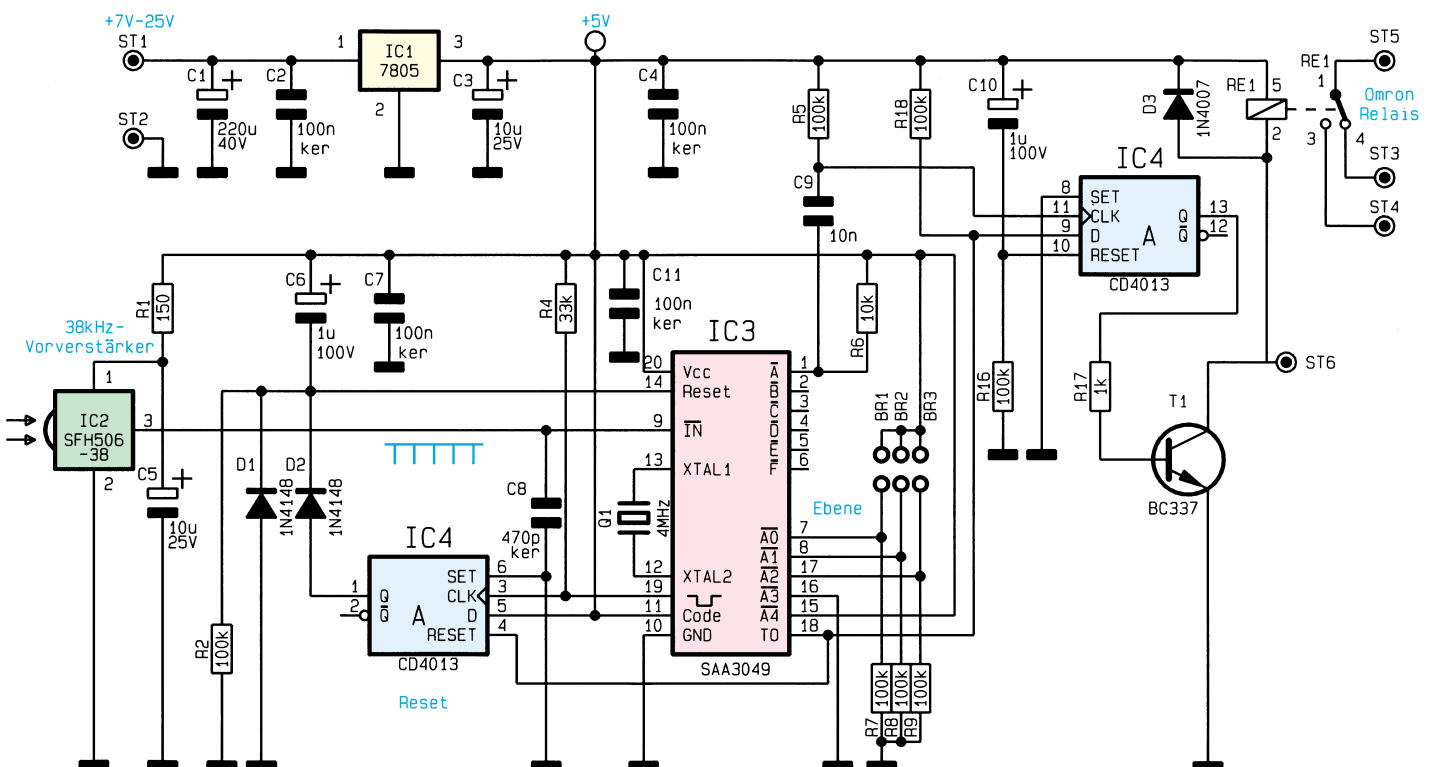 +7V-25V
ST1
ST2
C1
+
220u
40V
C2
100n
ker
1
IC1
7805
3
2
C3
+
10u
25V
+5V
C4
100n
ker
R5
100k
R18
100k
C10
+
1u
100V
D3
1N4007
RE1
5
2
RE1
1
3
4
ST5
Omron
Relais
ST3
ST4
C9
10n
IC4
8
SET
11
CLK
9
D
10
RESET
A
Q
13
Q
12
CD4013
R1
150
38kHz-
Vorverstärker
1
IC2
SFH506
-38
3
2
C5
+
10u
25V
C6
+
1u
100V
C7
100n
ker
R4
33k
C11
100n
ker
IC3
20
Vcc
14
Reset
9
IN
13
XTAL1
12
XTAL2
19
11
Code
10
GND
A
1
B
2
C
3
D
4
E
5
F
6
A0
7
A1
8
A2
17
A3
16
A4
15
TO
18
SAA3049
R6
10k
BR1
BR2
BR3
Ebene
R16
100k
R17
1k
ST6
T1
BC337
D1
1N4148
D2
1N4148
C8
470p
ker
Q1
4MHz
IC4
1
Q
2
Q
A
SET
6
CLK
3
D
5
RESET
4
CD4013
Reset
R2
100k
R7
100k
R8
100k
R9
100k